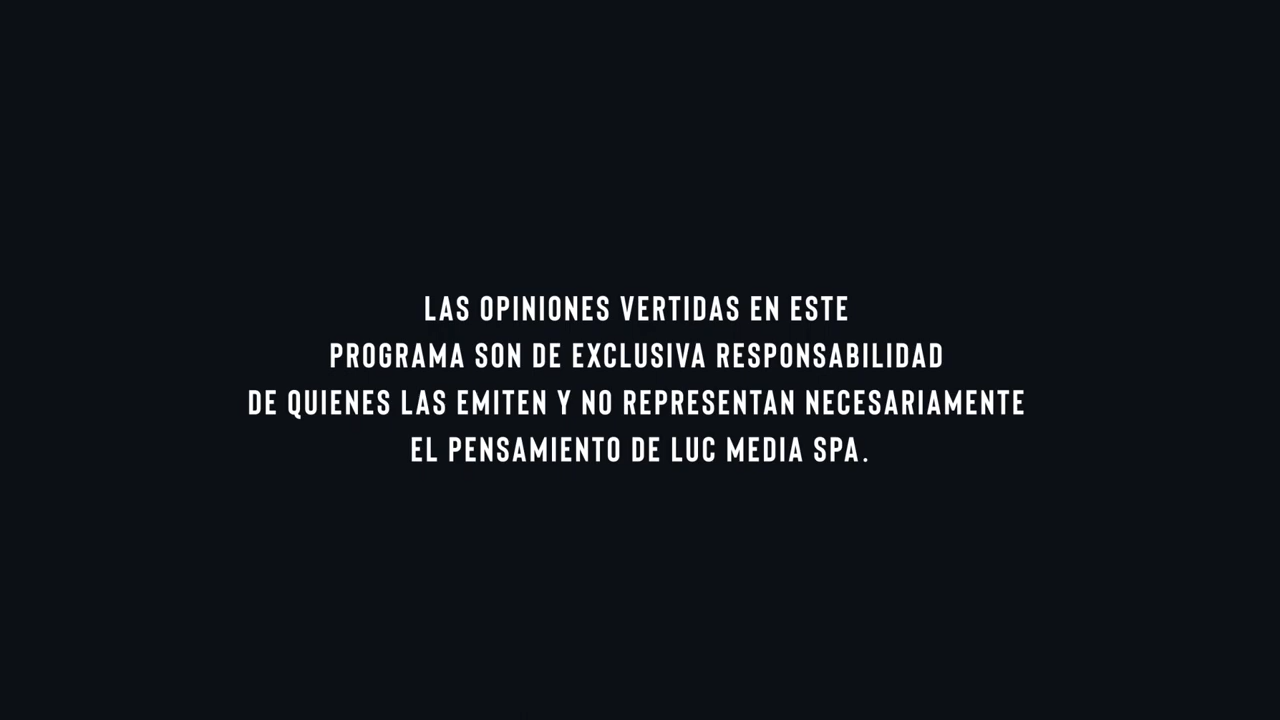 LAS OPINIONES VERTIDAS EN ESTE
PROGRAMA SON DE EXCLUSIVA RESPONSABILIDAD
DE QUIENES LAS EMITEN Y NO REPRESENTAN NECESARIAMENTE
EL PENSAMIENTO DE LUC MEDIA SPA.